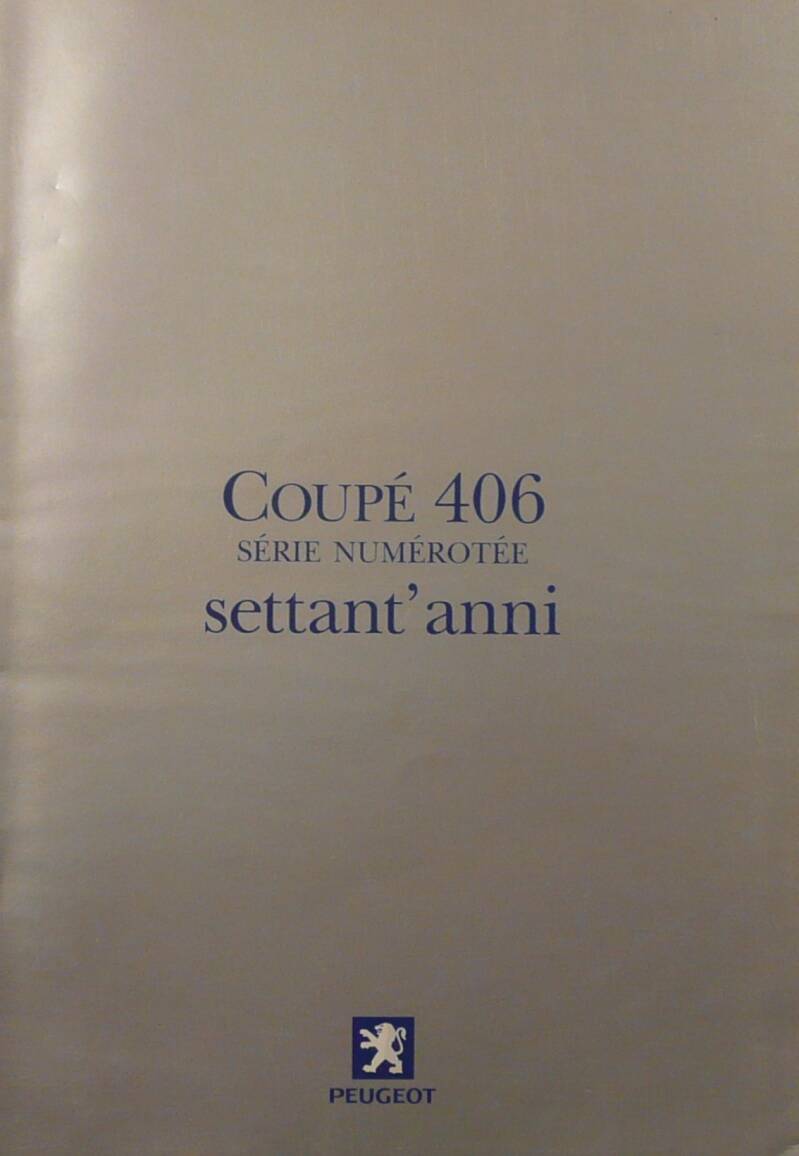 COUPÉ 406
SÉRIE NUMÉROTÉE
settant'anni
PEUGEOT